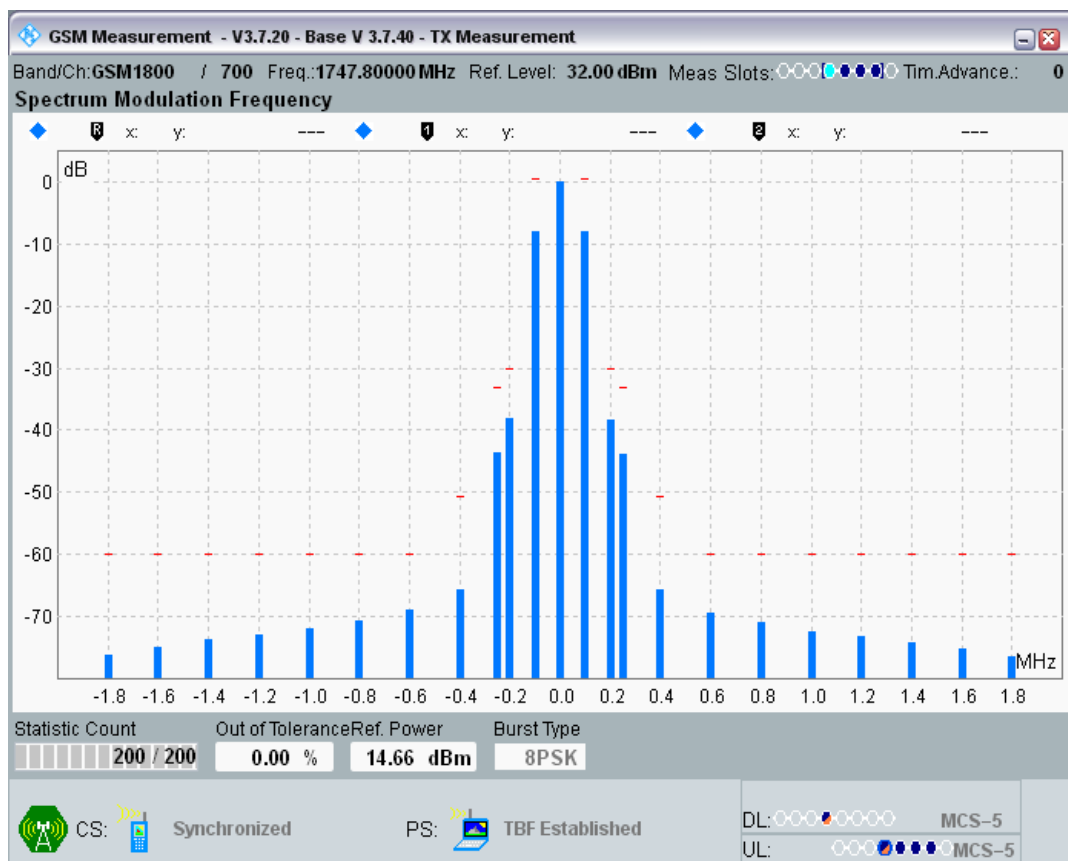 GSM Measurement - V3.7.20 - Base V 3.7.40 - TX Measurement
Band/Ch:GSM1800 / 700 Freq.:1747.80000 MHz Ref. Level: 32.00 dBm Meas Slots: Tim.Advance.: 0
Spectrum Modulation Frequency
R x: y: --- 1 x: y: --- 2 x: y: ---
dB
0
-10
-20
-30
-40
-50
-60
-70
MHz
-1.8 -1.6 -1.4 -1.2 -1.0 -0.8 -0.6 -0.4 -0.2 0.0 0.2 0.4 0.6 0.8 1.0 1.2 1.4 1.6 1.8
Statistic Count Out of Tolerance Ref. Power Burst Type
200 / 200 0.00 % 14.66 dBm 8PSK
CS: Synchronized PS: TBF Established
DL: MCS-5
UL: MCS-5